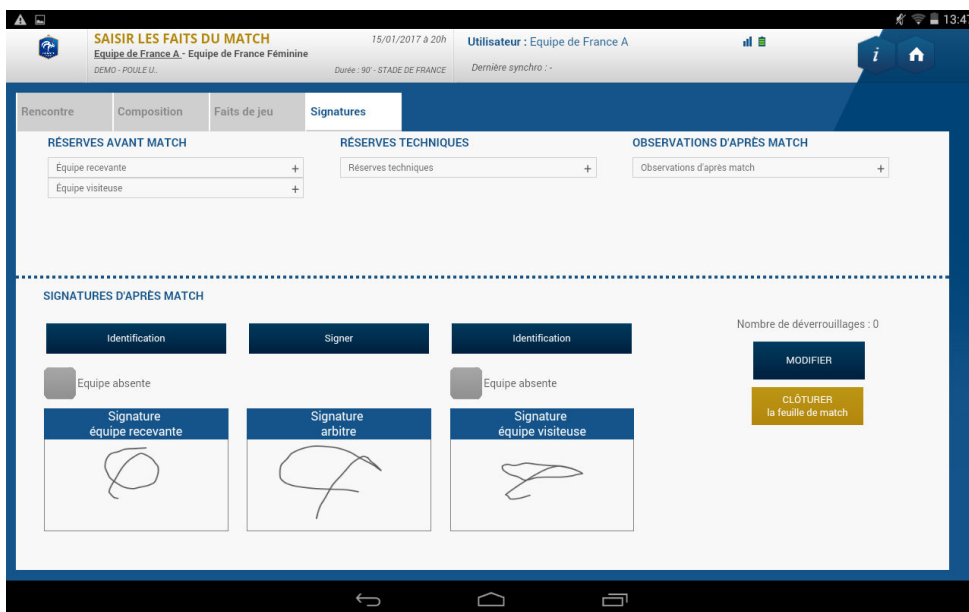 13:47
SAISIR LES FAITS DU MATCH
15/01/2017 à 20h
Utilisateur : Equipe de France A
Equipe de France A - Equipe de France Féminine
DEMO - POULE U..
Durée : 90' - STADE DE FRANCE
Dernière synchro : -
i
Rencontre
Composition
Faits de jeu
Signatures
RÉSERVES AVANT MATCH
RÉSERVES TECHNIQUES
OBSERVATIONS D'APRÈS MATCH
Équipe recevante +
Réserves techniques +
Observations d'après match +
Équipe visiteuse +
SIGNATURES D'APRÈS MATCH
Nombre de déverrouillages : 0
Identification
Signer
Identification
MODIFIER
Equipe absente
Equipe absente
CLÔTURER
la feuille de match
Signature
équipe recevante
Signature
arbitre
Signature
équipe visiteuse